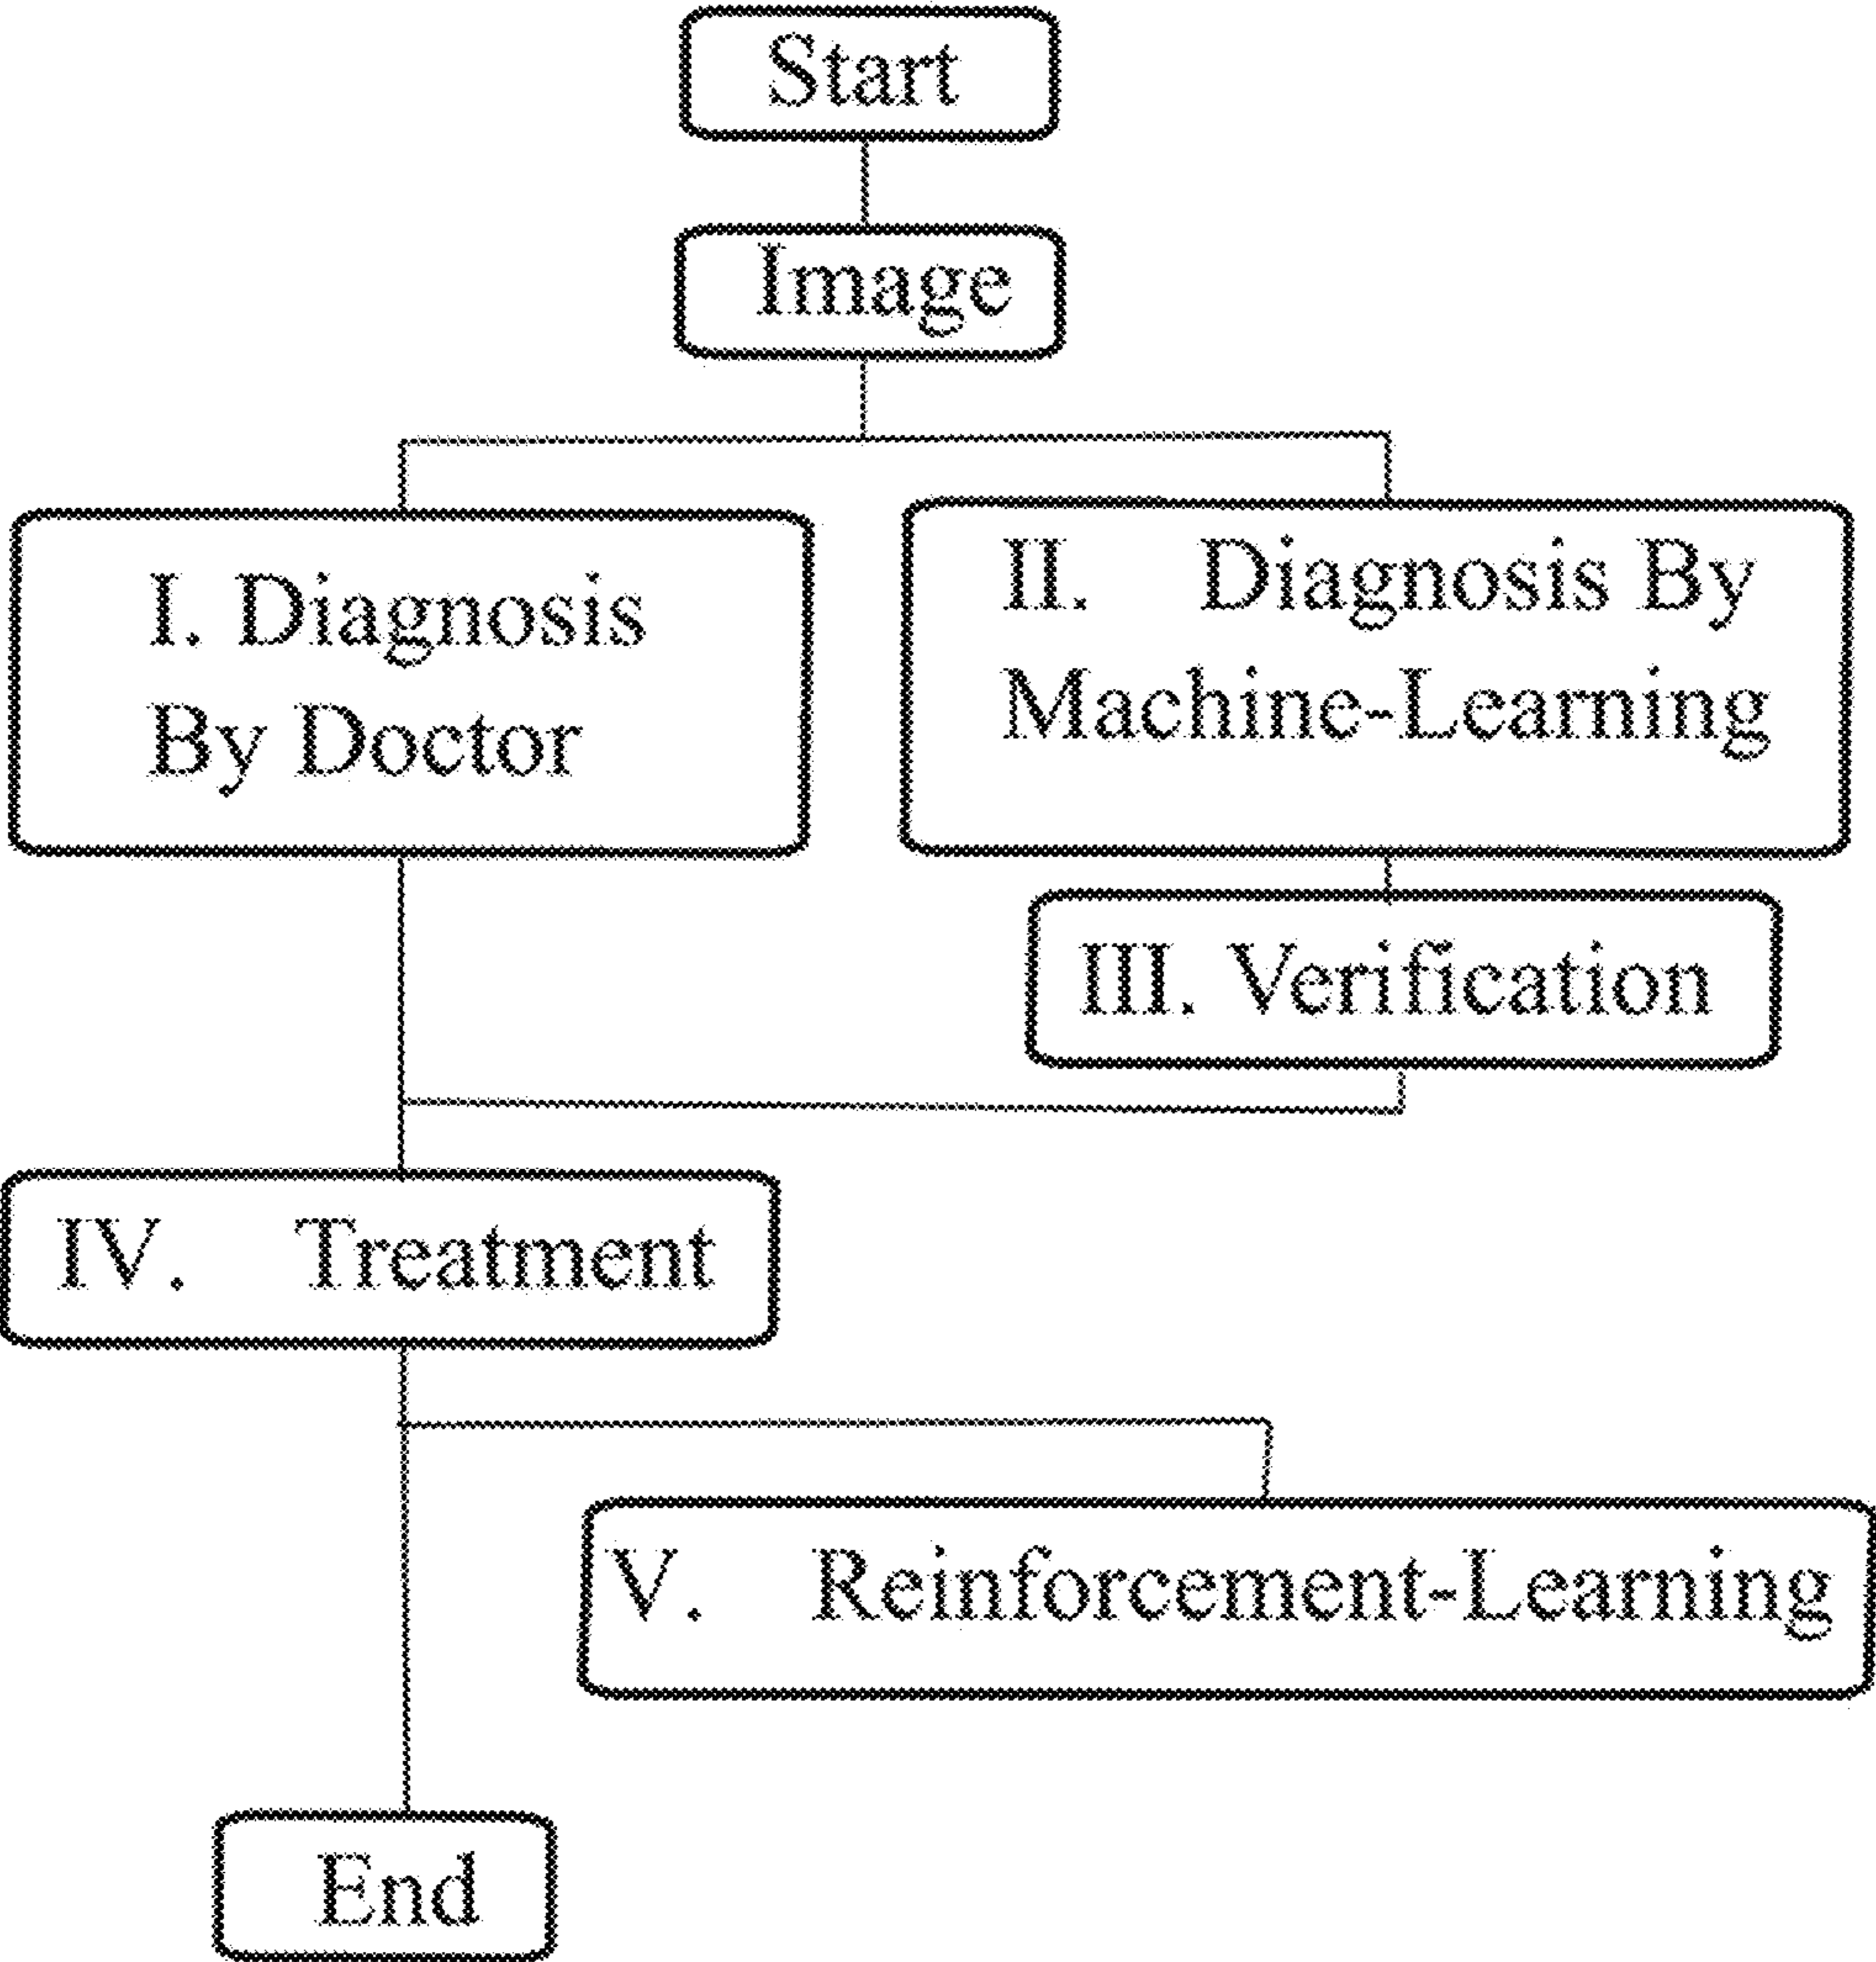 Start
Image
I. Diagnosis
By Doctor
II. Diagnosis By
Machine-Learning
III. Verification
IV. Treatment
V. Reinforcement-Learning
End